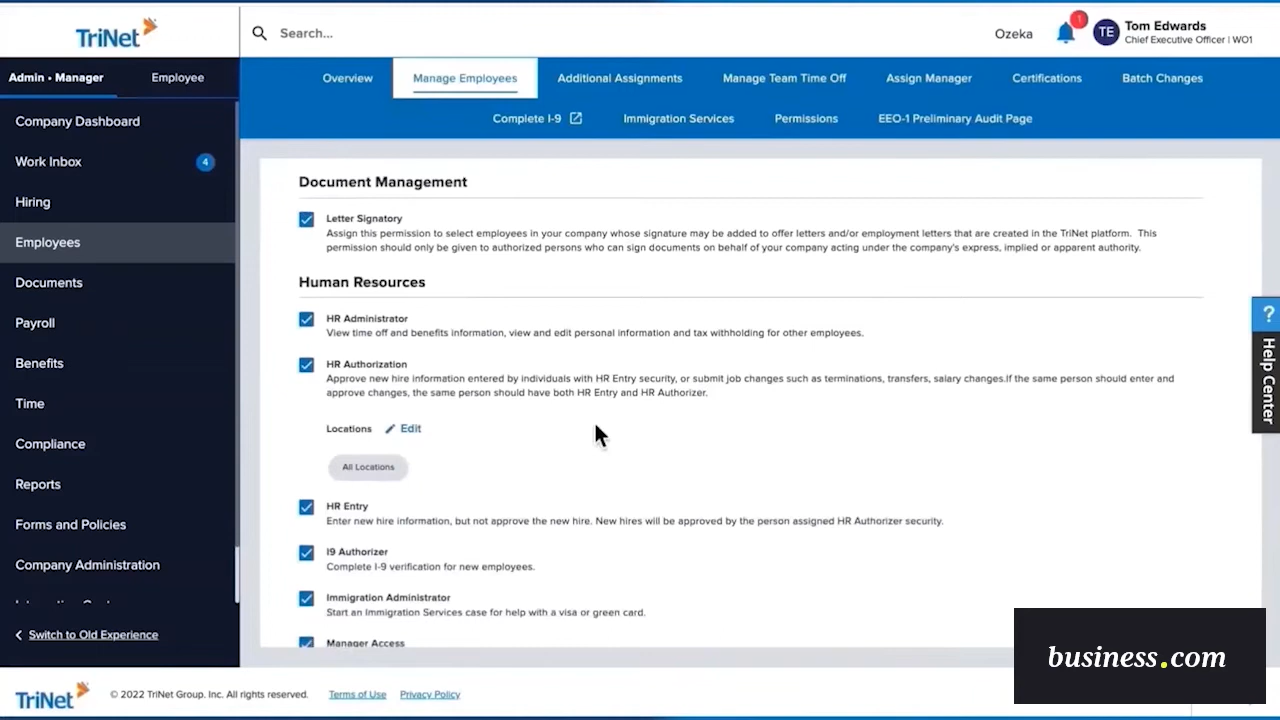 TriNet
Search...
Ozeka
1
TE
Tom Edwards
Chief Executive Officer | WO1
Admin • Manager
Employee
Overview
Manage Employees
Additional Assignments
Manage Team Time Off
Assign Manager
Certifications
Batch Changes
Complete I-9
Immigration Services
Permissions
EEO-1 Preliminary Audit Page
Company Dashboard
Work Inbox
4
Hiring
Employees
Documents
Payroll
Benefits
Time
Compliance
Reports
Forms and Policies
Company Administration
Switch to Old Experience
Document Management
Letter Signatory
Assign this permission to select employees in your company whose signature may be added to offer letters and/or employment letters that are created in the TriNet platform. This
permission should only be given to authorized persons who can sign documents on behalf of your company acting under the company's express, implied or apparent authority.
Human Resources
HR Administrator
View time off and benefits information, view and edit personal information and tax withholding for other employees.
HR Authorization
Approve new hire information entered by individuals with HR Entry security, or submit job changes such as terminations, transfers, salary changes.If the same person should enter and
approve changes, the same person should have both HR Entry and HR Authorizer.
Locations
Edit
All Locations
HR Entry
Enter new hire information, but not approve the new hire. New hires will be approved by the person assigned HR Authorizer security.
I9 Authorizer
Complete I-9 verification for new employees.
Immigration Administrator
Start an Immigration Services case for help with a visa or green card.
Manager Access
?
Help Center
business.com
TriNet
© 2022 TriNet Group. Inc. All rights reserved.
Terms of Use
Privacy Policy